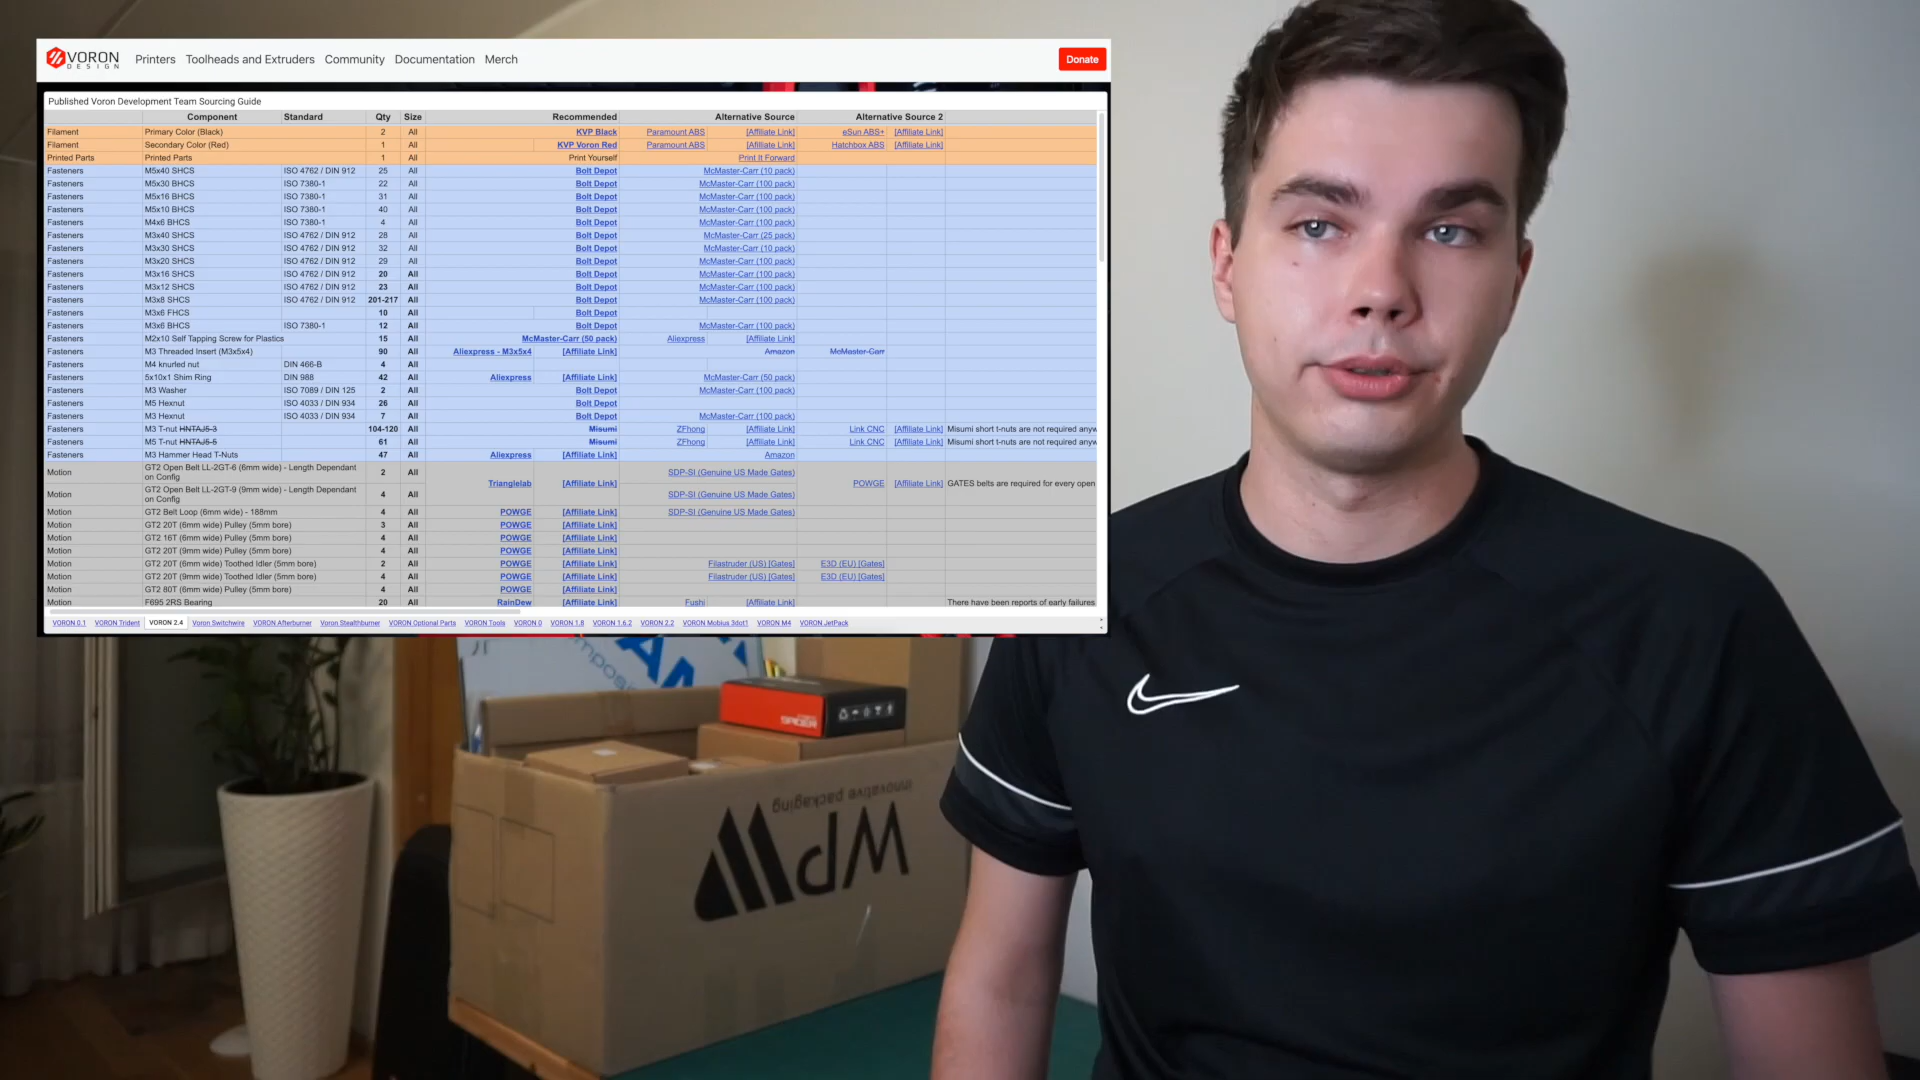 VORON
DESIGN
Printers Toolheads and Extruders Community Documentation Merch
Donate
Published Voron Development Team Sourcing Guide
Component Standard Qty Size Recommended Alternative Source Alternative Source 2
Filament Primary Color (Black) 2 All KVP Black Paramount ABS [Affiliate Link] eSun ABS+ [Affiliate Link]
Filament Secondary Color (Red) 1 All KVP Voron Red Paramount ABS [Affiliate Link] Hatchbox ABS [Affiliate Link]
Printed Parts Printed Parts 1 All Print Yourself Print It Forward
Fasteners M5x40 SHCS ISO 4762 / DIN 912 25 All Bolt Depot McMaster-Carr (10 pack)
Fasteners M5x30 BHCS ISO 7380-1 22 All Bolt Depot McMaster-Carr (100 pack)
Fasteners M5x16 BHCS ISO 7380-1 31 All Bolt Depot McMaster-Carr (100 pack)
Fasteners M5x10 BHCS ISO 7380-1 40 All Bolt Depot McMaster-Carr (100 pack)
Fasteners M4x6 BHCS ISO 7380-1 4 All Bolt Depot McMaster-Carr (100 pack)
Fasteners M3x40 SHCS ISO 4762 / DIN 912 28 All Bolt Depot McMaster-Carr (25 pack)
Fasteners M3x30 SHCS ISO 4762 / DIN 912 32 All Bolt Depot McMaster-Carr (10 pack)
Fasteners M3x20 SHCS ISO 4762 / DIN 912 29 All Bolt Depot McMaster-Carr (100 pack)
Fasteners M3x16 SHCS ISO 4762 / DIN 912 20 All Bolt Depot McMaster-Carr (100 pack)
Fasteners M3x12 SHCS ISO 4762 / DIN 912 23 All Bolt Depot McMaster-Carr (100 pack)
Fasteners M3x8 SHCS ISO 4762 / DIN 912 201-217 All Bolt Depot McMaster-Carr (100 pack)
Fasteners M3x6 FHCS 10 All Bolt Depot
Fasteners M3x6 BHCS ISO 7380-1 12 All Bolt Depot McMaster-Carr (100 pack)
Fasteners M2x10 Self Tapping Screw for Plastics 15 All McMaster-Carr (50 pack) Aliexpress [Affiliate Link]
Fasteners M3 Threaded Insert (M3x5x4) 90 All Aliexpress - M3x5x4 [Affiliate Link] Amazon McMaster-Carr
Fasteners M4 knurled nut DIN 466-B 4 All Bolt Depot
Fasteners 5x10x1 Shim Ring DIN 988 42 All Aliexpress [Affiliate Link] McMaster-Carr (50 pack)
Fasteners M3 Washer ISO 7089 / DIN 125 2 All Bolt Depot McMaster-Carr (100 pack)
Fasteners M5 Hexnut ISO 4033 / DIN 934 26 All Bolt Depot
Fasteners M3 Hexnut ISO 4033 / DIN 934 7 All Bolt Depot McMaster-Carr (100 pack)
Fasteners M3 T-nut HNTAJ5-3 104-120 All Misumi ZFhong [Affiliate Link] Link CNC [Affiliate Link] Misumi short t-nuts are not required anyw
Fasteners M5 T-nut HNTAJ5-5 61 All Misumi ZFhong [Affiliate Link] Link CNC [Affiliate Link] Misumi short t-nuts are not required anyw
Fasteners M3 Hammer Head T-Nuts 47 All Aliexpress [Affiliate Link] Amazon
Motion GT2 Open Belt LL-2GT-6 (6mm wide) - Length Dependant on Config 2 All SDP-SI (Genuine US Made Gates)
Trianglelab [Affiliate Link] POWGE [Affiliate Link] GATES belts are required for every open
Motion GT2 Open Belt LL-2GT-9 (9mm wide) - Length Dependant on Config 4 All SDP-SI (Genuine US Made Gates)
Motion GT2 Belt Loop (6mm wide) - 188mm 4 All POWGE [Affiliate Link] SDP-SI (Genuine US Made Gates)
Motion GT2 20T (6mm wide) Pulley (5mm bore) 3 All POWGE [Affiliate Link]
Motion GT2 16T (6mm wide) Pulley (5mm bore) 4 All POWGE [Affiliate Link]
Motion GT2 20T (9mm wide) Pulley (5mm bore) 4 All POWGE [Affiliate Link]
Motion GT2 20T (6mm wide) Toothed Idler (5mm bore) 2 All POWGE [Affiliate Link] Filastruder (US) [Gates] E3D (EU) [Gates]
Motion GT2 20T (9mm wide) Toothed Idler (5mm bore) 4 All POWGE [Affiliate Link] Filastruder (US) [Gates] E3D (EU) [Gates]
Motion GT2 80T (6mm wide) Pulley (5mm bore) 4 All POWGE [Affiliate Link]
Motion F695 2RS Bearing 20 All RainDew [Affiliate Link] Fushi [Affiliate Link] There have been reports of early failures
VORON 0.1 VORON Trident VORON 2.4 Voron Switchwire VORON Afterburner Voron Stealthburner VORON Optional Parts VORON Tools VORON 0 VORON 1.8 VORON 1.6.2 VORON 2.2 VORON Mobius 3dot1 VORON M4 VORON JetPack
innovative packaging
WPW